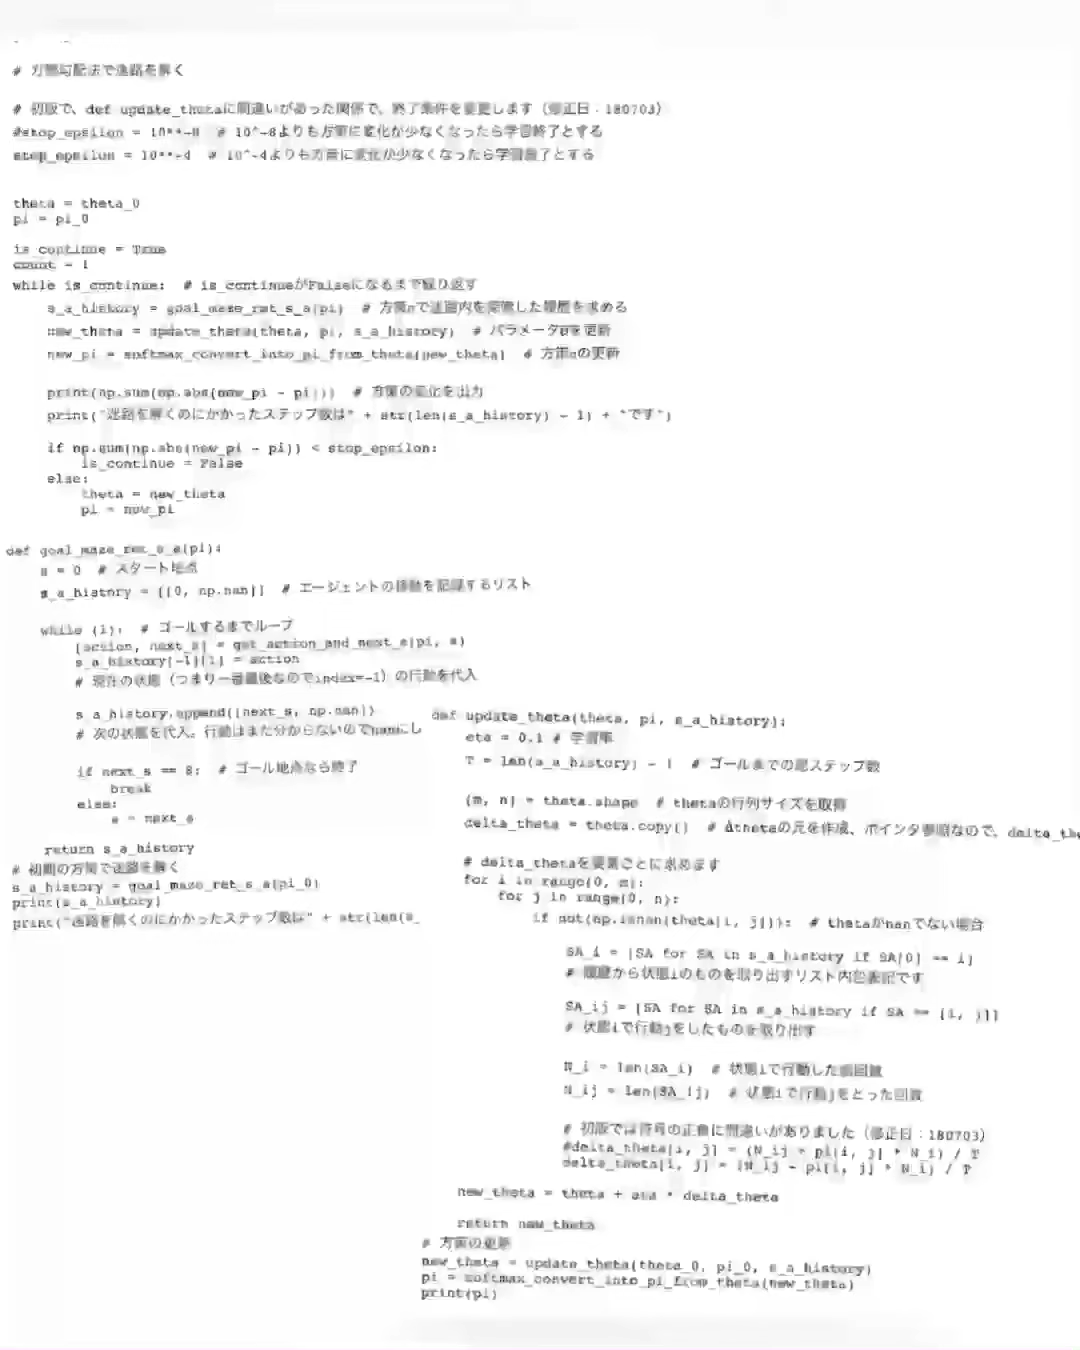 # 方策勾配法で迷路を解く
# 初版で、def update_thetaに間違いがあった関係で、終了条件を変更します（修正日：180703）
#stop_epsilon = 10**-8 # 10^-8よりも方策に変化が少なくなったら学習終了とする
stop_epsilon = 10**-4 # 10^-4よりも方策に変化が少なくなったら学習終了とする
theta = theta_0
pi = pi_0
is_continue = True
count = 1
while is_continue: # is_continueがFalseになるまで繰り返す
s_a_history = goal_maze_ret_s_a(pi) # 方策πで迷路内を探索した履歴を求める
new_theta = update_theta(theta, pi, s_a_history) # パラメータΘを更新
new_pi = softmax_convert_into_pi_from_theta(new_theta) # 方策πの更新
print(np.sum(np.abs(new_pi - pi))) # 方策の変化を出力
print("迷路を解くのにかかったステップ数は" + str(len(s_a_history) - 1) + "です")
if np.sum(np.abs(new_pi - pi)) < stop_epsilon:
is_continue = False
else:
theta = new_theta
pi = new_pi
def goal_maze_ret_s_a(pi):
s = 0 # スタート地点
s_a_history = [[0, np.nan]] # エージェントの移動を記録するリスト
while (1): # ゴールするまでループ
[action, next_s] = get_action_and_next_s(pi, s)
s_a_history[-1][1] = action
# 現在の状態（つまり一番最後なのでindex=-1）の行動を代入
s_a_history.append([next_s, np.nan])
# 次の状態を代入。行動はまだ分からないのでnanにし
if next_s == 8: # ゴール地点なら終了
break
else:
s = next_s
return s_a_history
# 初期の方策で迷路を解く
s_a_history = goal_maze_ret_s_a(pi_0)
print(s_a_history)
print("迷路を解くのにかかったステップ数は" + str(len(s_
def update_theta(theta, pi, s_a_history):
eta = 0.1 # 学習率
T = len(s_a_history) - 1 # ゴールまでの総ステップ数
[m, n] = theta.shape # thetaの行列サイズを取得
delta_theta = theta.copy() # Δthetaの元を作成、ポインタ参照なので、delta_the
# delta_thetaを要素ごとに求めます
for i in range(0, m):
for j in range(0, n):
if not(np.isnan(theta[i, j])): # thetaがnanでない場合
SA_i = [SA for SA in s_a_history if SA[0] == i]
# 履歴から状態iのものを取り出すリスト内包表記です
SA_ij = [SA for SA in s_a_history if SA == [i, j]]
# 状態iで行動jをしたものを取り出す
N_i = len(SA_i) # 状態iで行動した総回数
N_ij = len(SA_ij) # 状態iで行動jをとった回数
# 初版では符号の正負に間違いがありました（修正日：180703）
#delta_theta[i, j] = (N_ij + pi[i, j] * N_i) / T
delta_theta[i, j] = (N_ij - pi[i, j] * N_i) / T
new_theta = theta + eta * delta_theta
return new_theta
# 方策の更新
new_theta = update_theta(theta_0, pi_0, s_a_history)
pi = softmax_convert_into_pi_from_theta(new_theta)
print(pi)